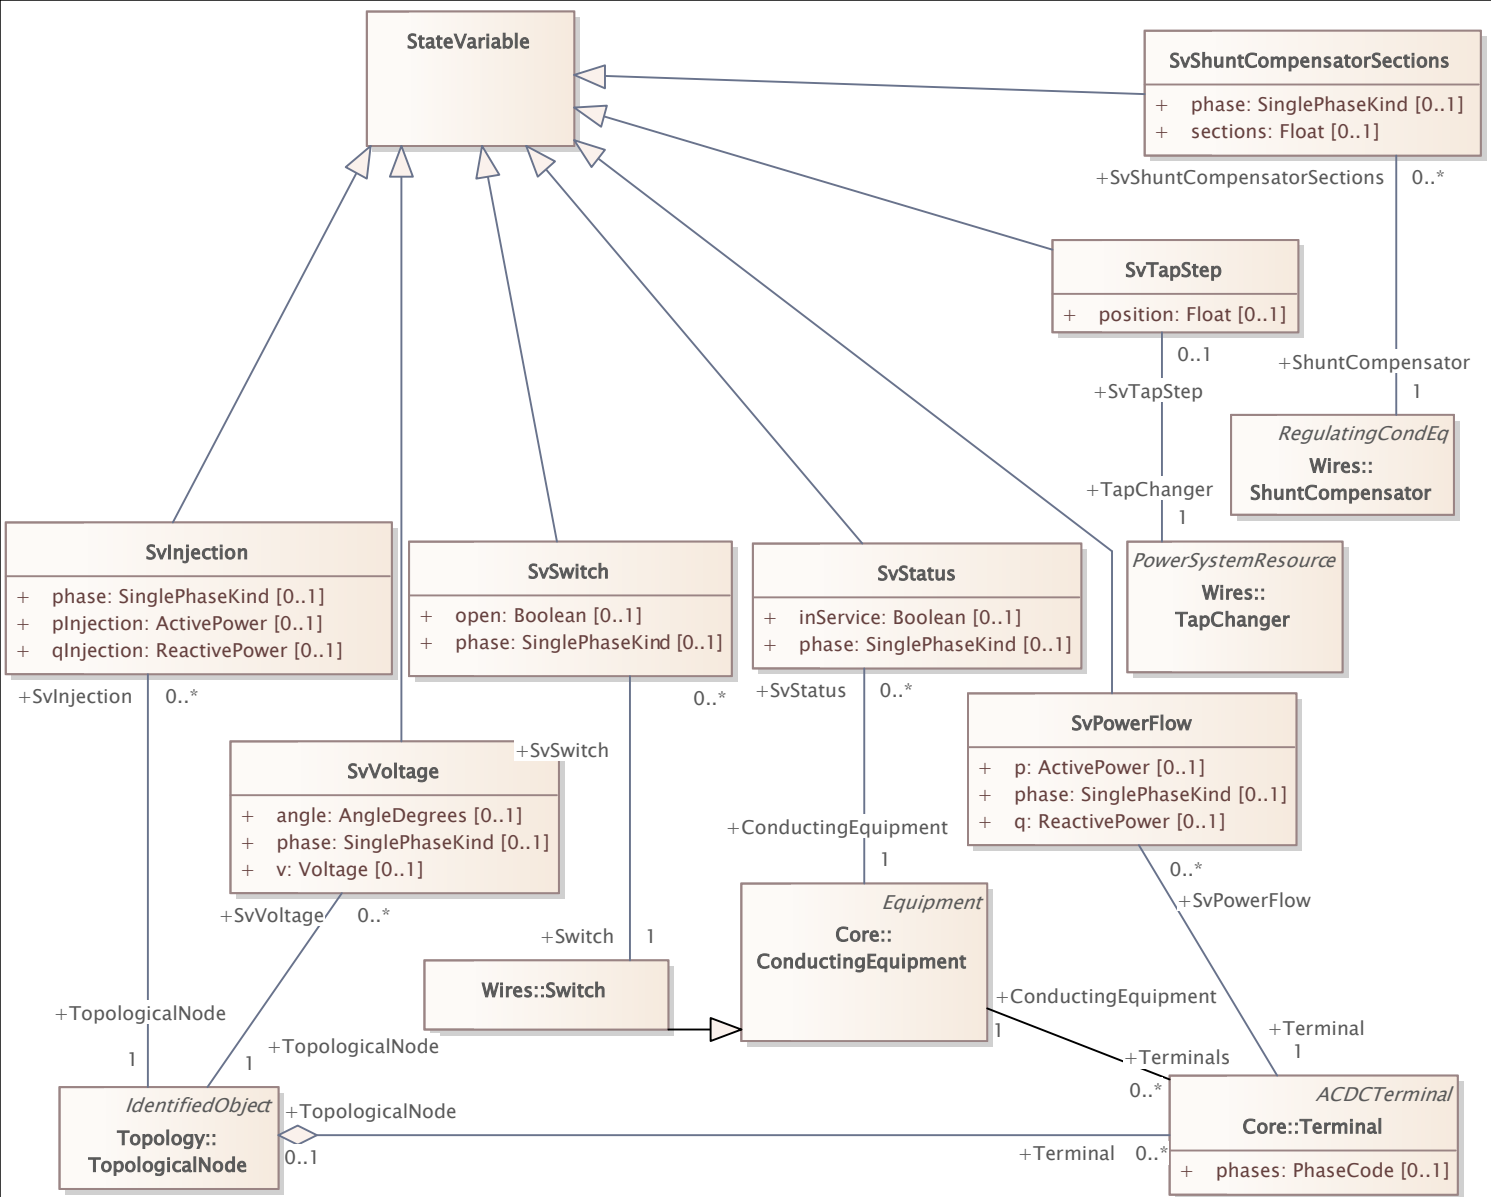 StateVariable
SvShuntCompensatorSections
+ phase: SinglePhaseKind [0..1]
+ sections: Float [0..1]
+SvShuntCompensatorSections 0..*
SvTapStep
+ position: Float [0..1]
0..1
+SvTapStep
+ShuntCompensator
1
RegulatingCondEq
Wires::
ShuntCompensator
+TapChanger
1
PowerSystemResource
Wires::
TapChanger
SvInjection
+ phase: SinglePhaseKind [0..1]
+ pInjection: ActivePower [0..1]
+ qInjection: ReactivePower [0..1]
+SvInjection 0..*
SvSwitch
+ open: Boolean [0..1]
+ phase: SinglePhaseKind [0..1]
0..*
+SvSwitch
SvStatus
+ inService: Boolean [0..1]
+ phase: SinglePhaseKind [0..1]
+SvStatus 0..*
SvPowerFlow
+ p: ActivePower [0..1]
+ phase: SinglePhaseKind [0..1]
+ q: ReactivePower [0..1]
0..*
+SvPowerFlow
SvVoltage
+ angle: AngleDegrees [0..1]
+ phase: SinglePhaseKind [0..1]
+ v: Voltage [0..1]
+SvVoltage 0..*
+ConductingEquipment
1
Equipment
Core::
ConductingEquipment
+Switch 1
Wires::Switch
+ConductingEquipment
1
+Terminals
0..*
+Terminal
1
+TopologicalNode
1
+TopologicalNode
1
IdentifiedObject
Topology::
TopologicalNode
+TopologicalNode
0..1
+Terminal 0..*
ACDCTerminal
Core::Terminal
+ phases: PhaseCode [0..1]